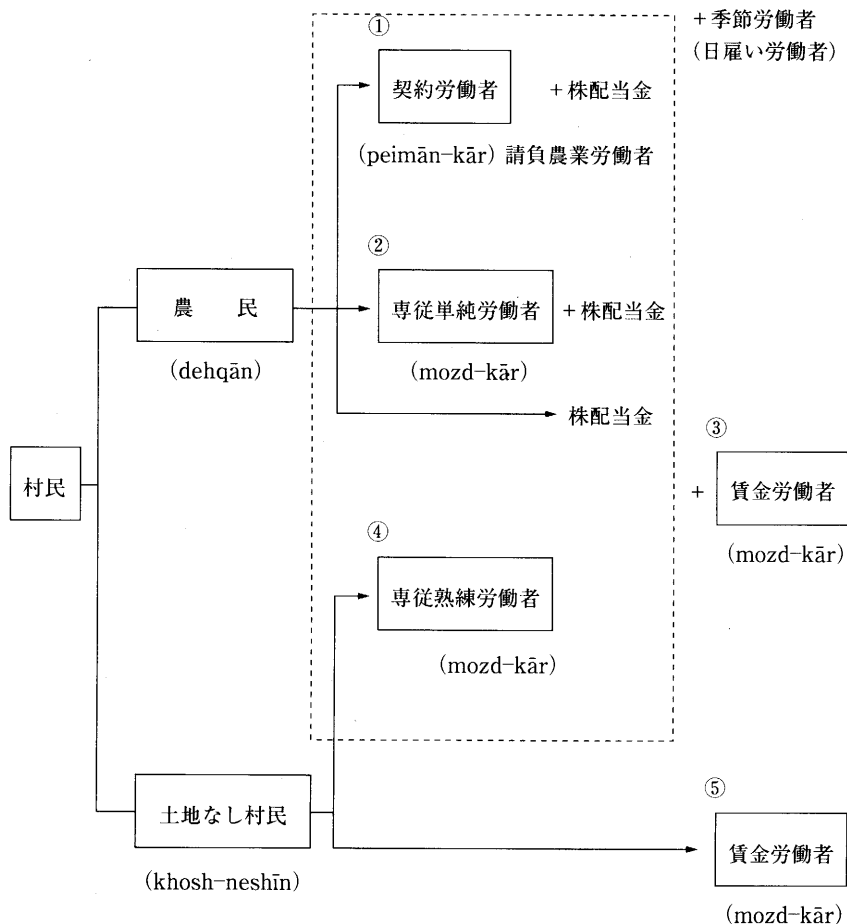 ①
契約労働者 +株配当金
(peimān-kār) 請負農業労働者
+季節労働者
(日雇い労働者)
②
農 民
専従単純労働者 +株配当金
(dehqān)
(mozd-kār)
株配当金
③
村民
+ 賃金労働者
(mozd-kār)
④
専従熟練労働者
(mozd-kār)
土地なし村民
(khosh-neshīn)
⑤
賃金労働者
(mozd-kār)